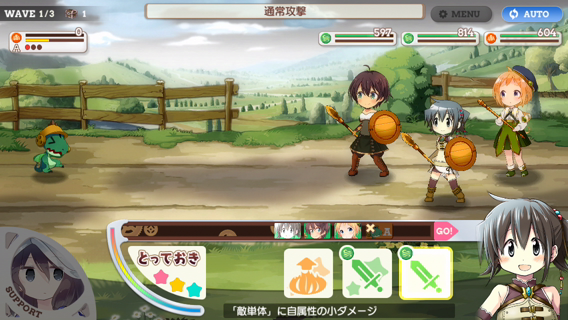 WAVE 1/3 1
通常攻撃
MENU
AUTO
0
A
597
814
604
GO!
A
とっておき
SUPPORT
「敵単体」に自属性の小ダメージ